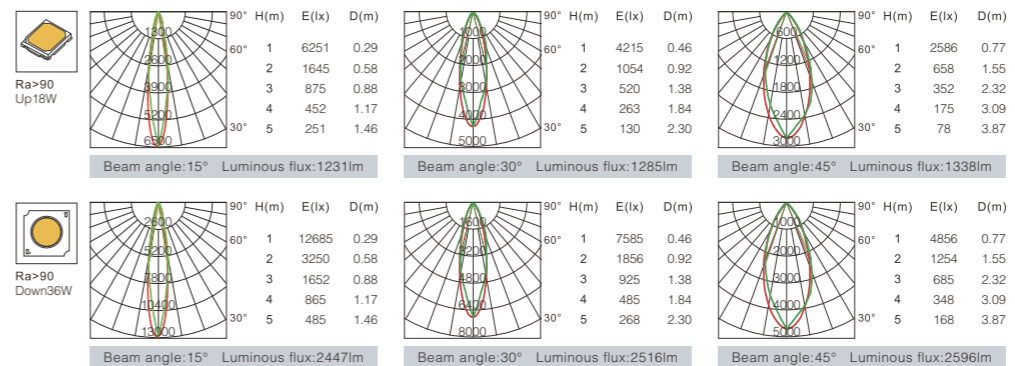 90° H(m) E(lx) D(m) 90° H(m) E(lx) D(m) 90° H(m) E(lx) D(m)
1300 1000 600
60° 1 6251 0.29 60° 1 4215 0.46 60° 1 2586 0.77
2600 2 1645 0.58 2000 2 1054 0.92 1200 2 658 1.55
Ra>90 3900 3 875 0.88 3000 3 520 1.38 1800 3 352 2.32
Up18W 5200 4 452 1.17 4000 4 263 1.84 2400 4 175 3.09
30° 5 251 1.46 30° 5 130 2.30 30° 5 78 3.87
6500 5000 3000
Beam angle:15° Luminous flux:1231lm Beam angle:30° Luminous flux:1285lm Beam angle:45° Luminous flux:1338lm
90° H(m) E(lx) D(m) 90° H(m) E(lx) D(m) 90° H(m) E(lx) D(m)
2600 1600 1000
60° 1 12685 0.29 60° 1 7585 0.46 60° 1 4856 0.77
5200 2 3250 0.58 3200 2 1856 0.92 2000 2 1254 1.55
Ra>90 7800 3 1652 0.88 4800 3 925 1.38 3000 3 685 2.32
Down36W 10400 4 865 1.17 6400 4 485 1.84 4000 4 348 3.09
30° 5 485 1.46 30° 5 268 2.30 30° 5 168 3.87
13000 8000 5000
Beam angle:15° Luminous flux:2447lm Beam angle:30° Luminous flux:2516lm Beam angle:45° Luminous flux:2596lm